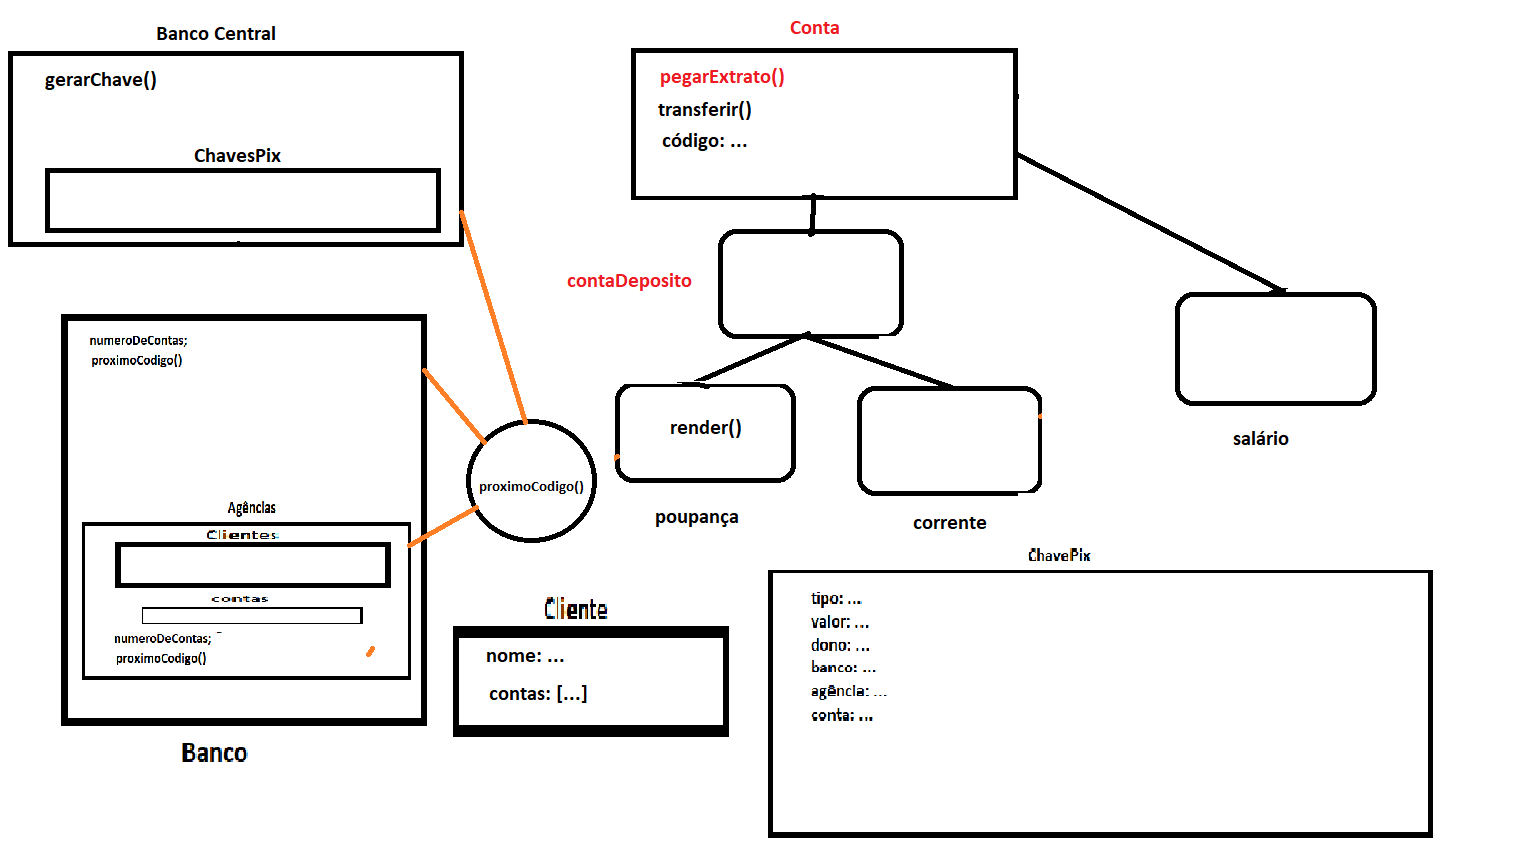 Banco Central
gerarChave()
ChavesPix
Conta
pegarExtrato()
transferir()
código: ...
contaDeposito
render()
poupança
corrente
salário
numeroDeContas;
proximoCodigo()
Agências
Clientes
contas
numeroDeContas;
proximoCodigo()
Banco
proximoCodigo()
Cliente
nome: ...
contas: [...]
ChavePix
tipo: ...
valor: ...
dono: ...
banco: ...
agência: ...
conta: ...